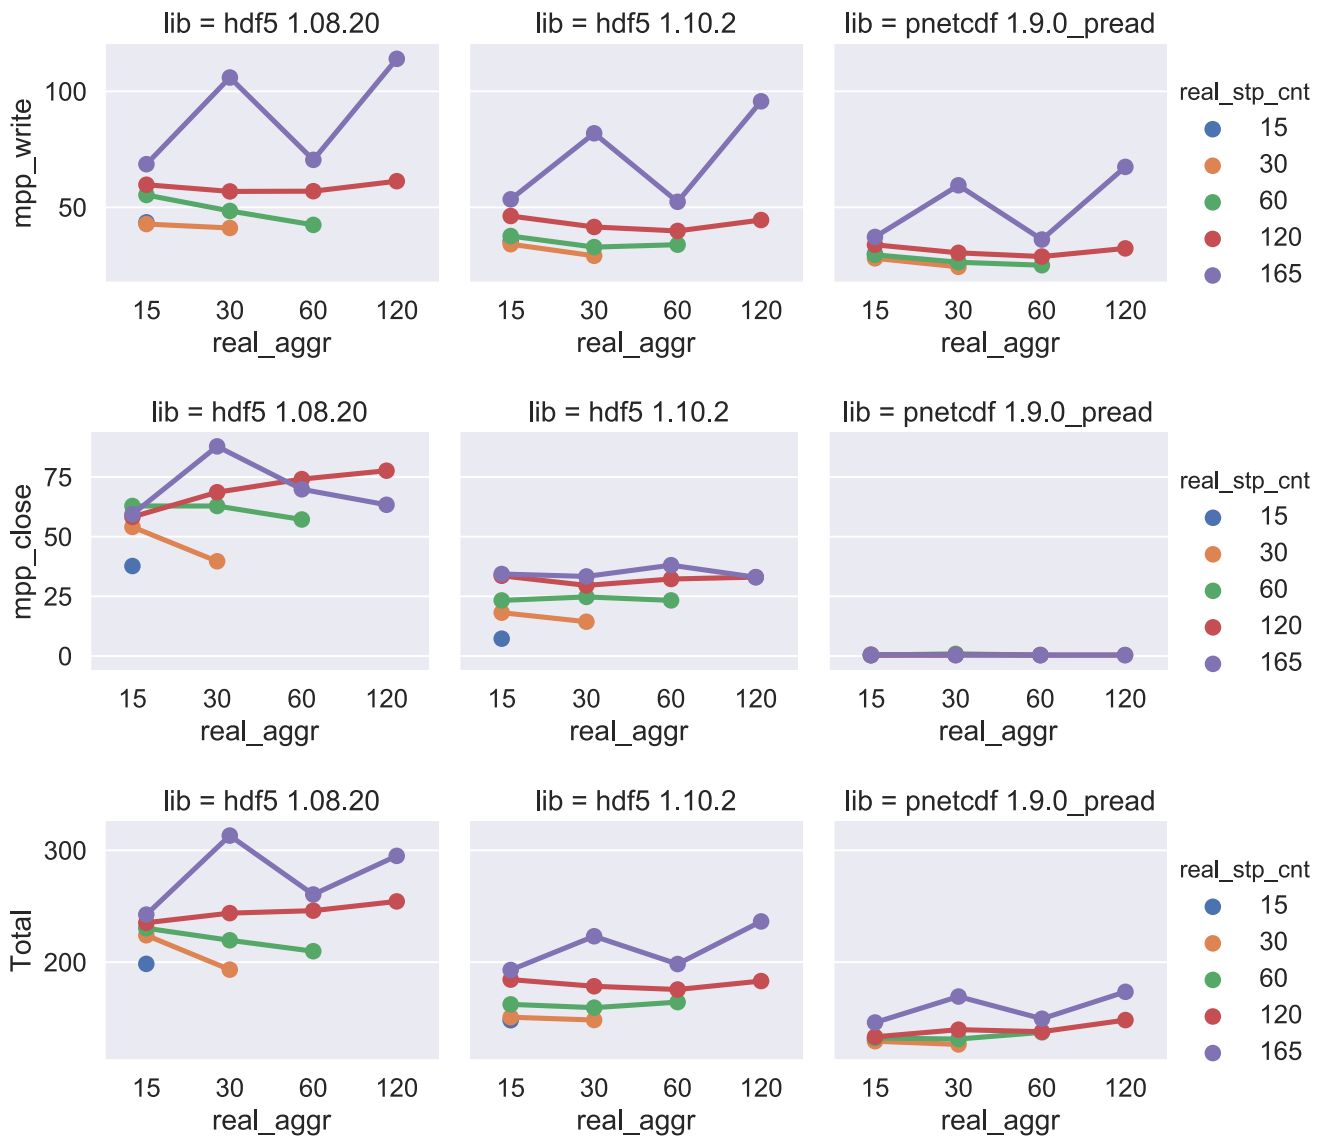 lib = hdf5 1.08.20
lib = hdf5 1.10.2
lib = pnetcdf 1.9.0_pread
mpp_write
100
50
15 30 60 120
15 30 60 120
15 30 60 120
real_aggr
real_aggr
real_aggr
real_stp_cnt
15
30
60
120
165
lib = hdf5 1.08.20
lib = hdf5 1.10.2
lib = pnetcdf 1.9.0_pread
mpp_close
75
50
25
0
15 30 60 120
15 30 60 120
15 30 60 120
real_aggr
real_aggr
real_aggr
real_stp_cnt
15
30
60
120
165
lib = hdf5 1.08.20
lib = hdf5 1.10.2
lib = pnetcdf 1.9.0_pread
Total
300
200
15 30 60 120
15 30 60 120
15 30 60 120
real_aggr
real_aggr
real_aggr
real_stp_cnt
15
30
60
120
165